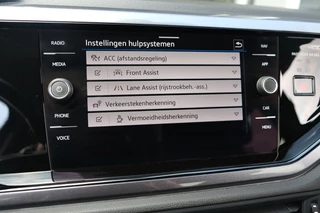 RADIO
MEDIA
PHONE
VOICE
Instellingen hulpsystemen
ACC (afstandsregeling)
Front Assist
Lane Assist (rijstrookbeh.-ass.)
Verkeerstekenherkenning
Vermoeidheidsherkenning
NAV
APP
CAR
MENU